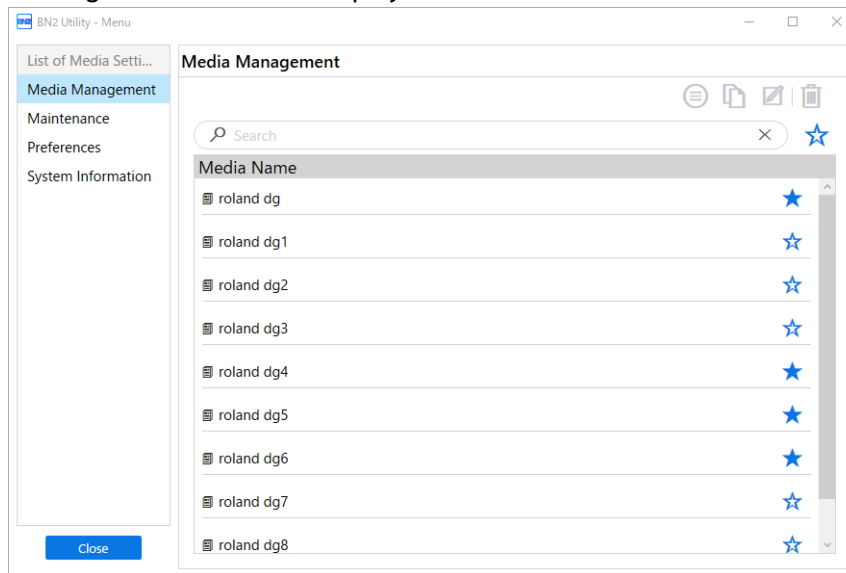 BN2 BN2 Utility - Menu
List of Media Setti...
Media Management
Maintenance
Preferences
System Information
Close
Media Management
Search
Media Name
roland dg
roland dg1
roland dg2
roland dg3
roland dg4
roland dg5
roland dg6
roland dg7
roland dg8